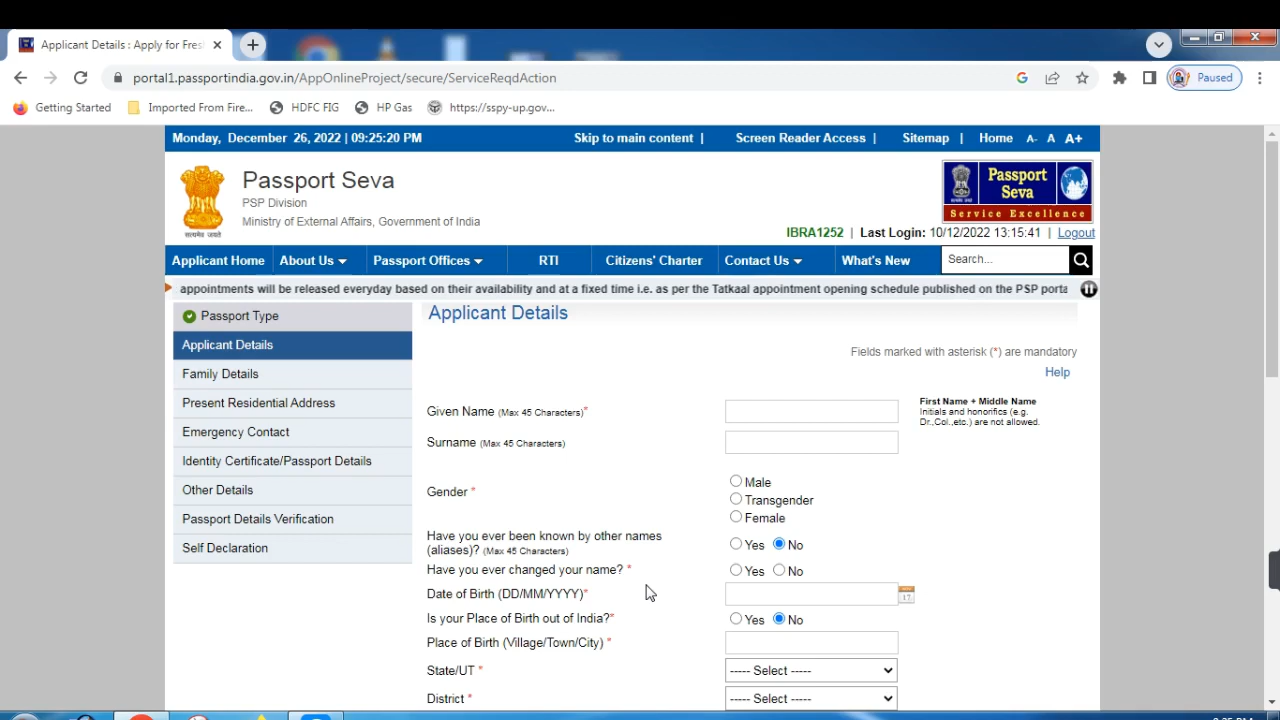 Applicant Details : Apply for Fres
portal1.passportindia.gov.in/AppOnlineProject/secure/ServiceReqdAction
Paused
Getting Started
Imported From Fire...
HDFC FIG
HP Gas
https://sspy-up.gov...
Monday, December 26, 2022 | 09:25:20 PM
Skip to main content |
Screen Reader Access |
Sitemap |
Home
A-
A
A+
Passport Seva
PSP Division
Ministry of External Affairs, Government of India
सत्यमेव जयते
Passport
Seva
Service Excellence
IBRA1252 | Last Login: 10/12/2022 13:15:41 | Logout
Applicant Home
About Us
Passport Offices
RTI
Citizens' Charter
Contact Us
What's New
Search...
appointments will be released everyday based on their availability and at a fixed time i.e. as per the Tatkaal appointment opening schedule published on the PSP porta
Passport Type
Applicant Details
Family Details
Present Residential Address
Emergency Contact
Identity Certificate/Passport Details
Other Details
Passport Details Verification
Self Declaration
Applicant Details
Fields marked with asterisk (*) are mandatory
Help
Given Name (Max 45 Characters)*
First Name + Middle Name
Initials and honorifics (e.g.
Dr.,Col.,etc.) are not allowed.
Surname (Max 45 Characters)
Gender *
Male
Transgender
Female
Have you ever been known by other names
(aliases)? (Max 45 Characters)
Yes No
Have you ever changed your name? *
Yes No
Date of Birth (DD/MM/YYYY)*
17
Is your Place of Birth out of India?*
Yes No
Place of Birth (Village/Town/City) *
State/UT *
----- Select -----
District *
----- Select -----